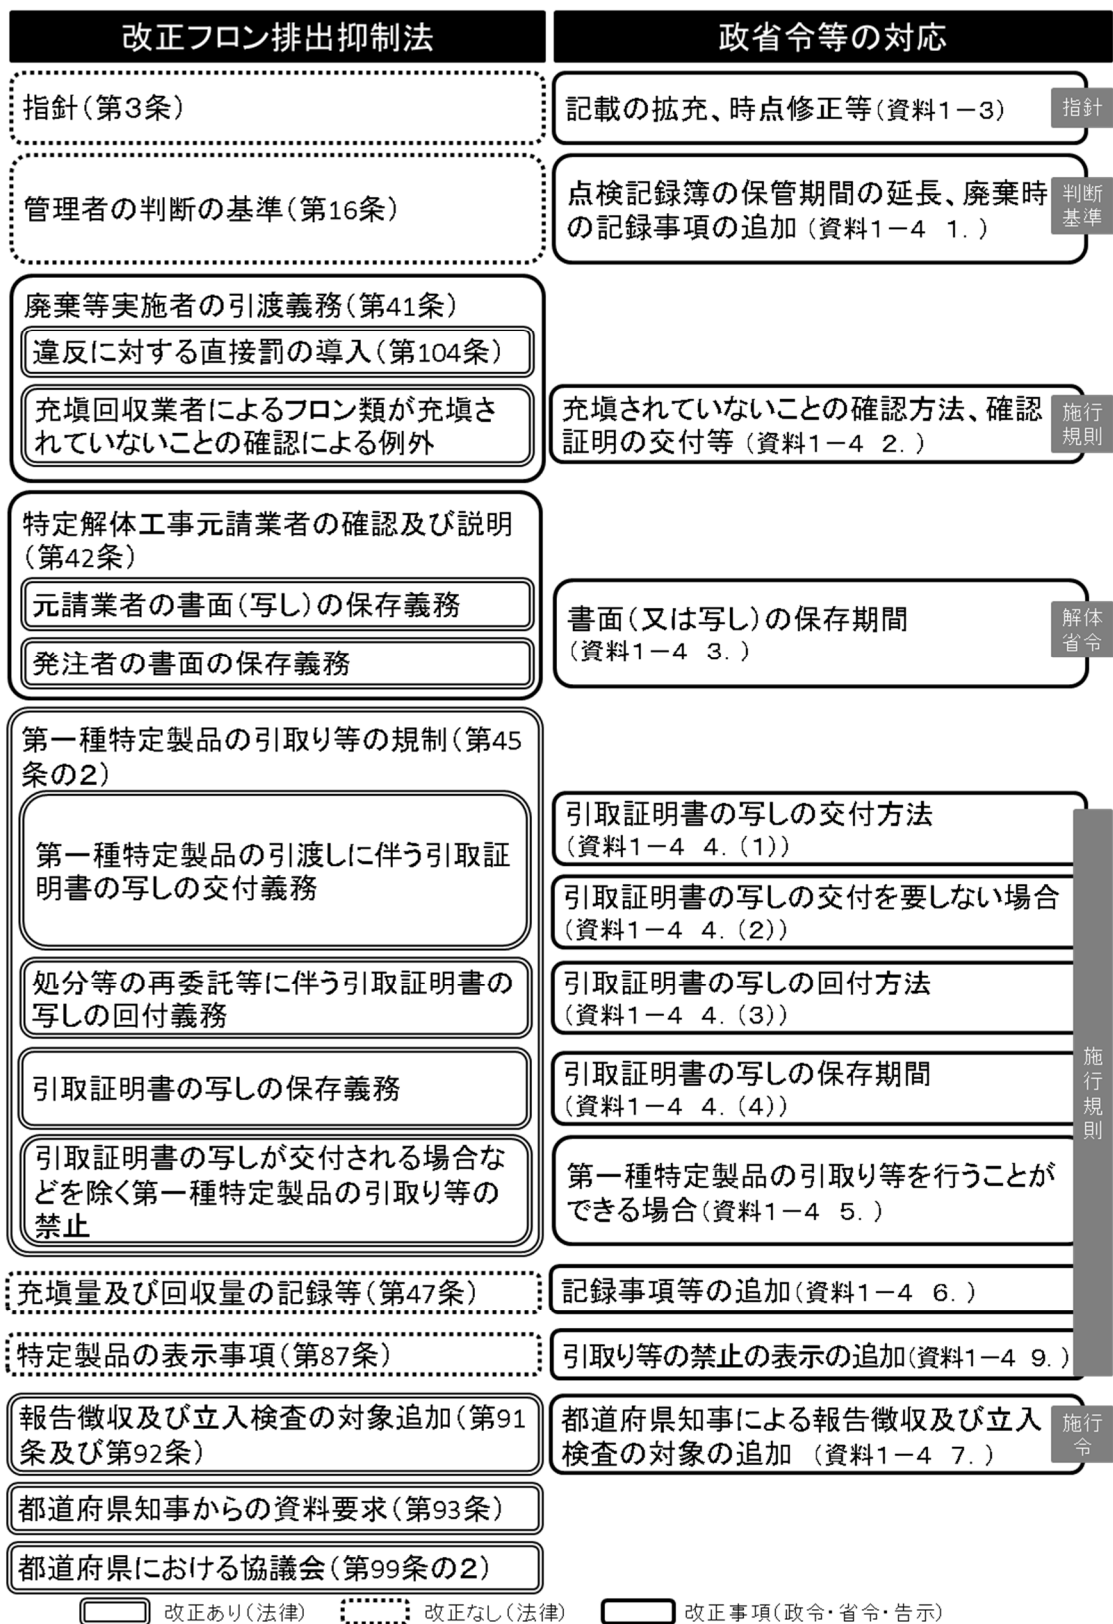 改正フロン排出抑制法
政省令等の対応
指針(第3条)
記載の拡充、時点修正等(資料1-3)
指針
管理者の判断の基準(第16条)
点検記録簿の保管期間の延長、廃棄時
の記録事項の追加 (資料1-4 1. )
判断
基準
廃棄等実施者の引渡義務(第41条)
違反に対する直接罰の導入(第104条)
充塡回収業者によるフロン類が充塡さ
れていないことの確認による例外
充塡されていないことの確認方法、確認
証明の交付等 (資料1-4 2. )
施行
規則
特定解体工事元請業者の確認及び説明
(第42条)
元請業者の書面(写し)の保存義務
発注者の書面の保存義務
書面(又は写し)の保存期間
(資料1-4 3. )
解体
省令
第一種特定製品の引取り等の規制(第45
条の2)
第一種特定製品の引渡しに伴う引取証
明書の写しの交付義務
引取証明書の写しの交付方法
(資料1-4 4. (1))
引取証明書の写しの交付を要しない場合
(資料1-4 4. (2))
処分等の再委託等に伴う引取証明書の
写しの回付義務
引取証明書の写しの回付方法
(資料1-4 4. (3))
引取証明書の写しの保存義務
引取証明書の写しの保存期間
(資料1-4 4. (4))
引取証明書の写しが交付される場合な
どを除く第一種特定製品の引取り等の
禁止
第一種特定製品の引取り等を行うことが
できる場合(資料1-4 5. )
施行規則
充塡量及び回収量の記録等(第47条)
記録事項等の追加(資料1-4 6. )
特定製品の表示事項(第87条)
引取り等の禁止の表示の追加(資料1-4 9. )
報告徴収及び立入検査の対象追加(第91
条及び第92条)
都道府県知事による報告徴収及び立入
検査の対象の追加 (資料1-4 7. )
施行
令
都道府県知事からの資料要求(第93条)
都道府県における協議会(第99条の2)
改正あり(法律)
改正なし(法律)
改正事項(政令・省令・告示)